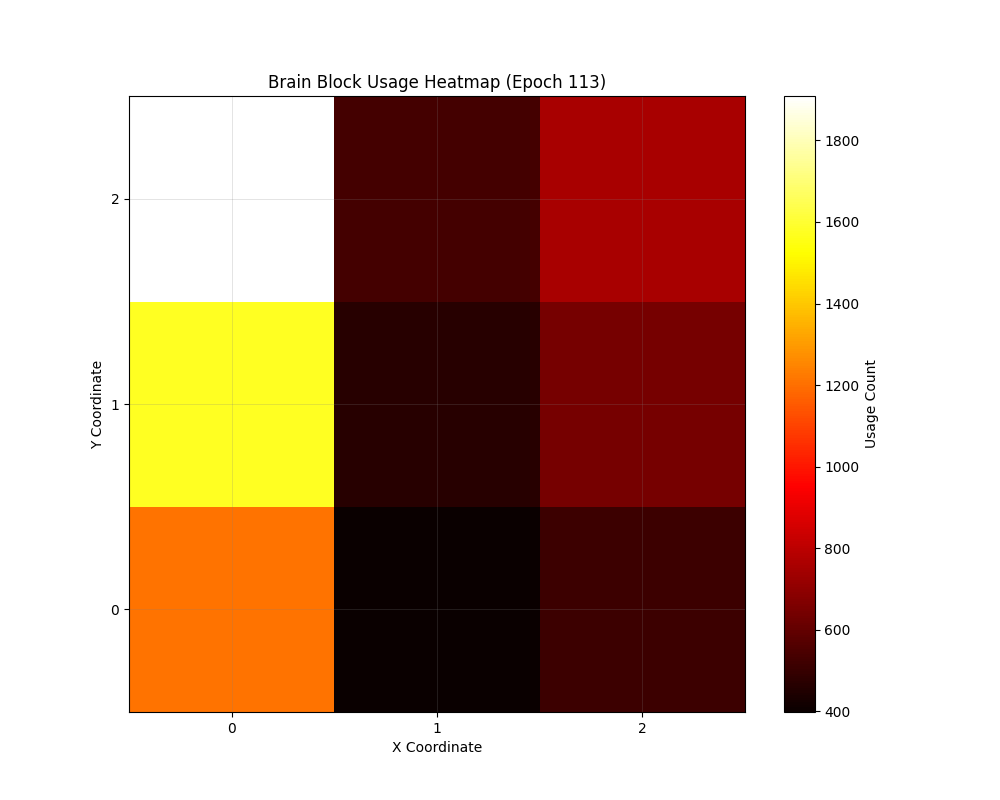 Brain Block Usage Heatmap (Epoch 113)
2
1
0
Y Coordinate
0 1 2
X Coordinate
1800
1600
1400
1200
1000
800
600
400
Usage Count